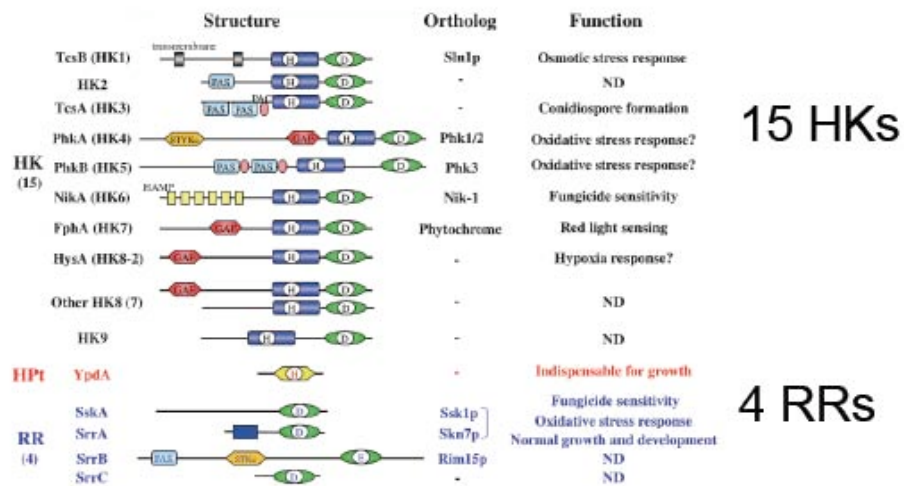 Structure Ortholog Function
transmembrane
TcsB (HK1) H D Sln1p Osmotic stress response
HK2 PAS H D - ND
PAC
TcsA (HK3) PAS PAS H D - Conidiospore formation
15 HKs
PhkA (HK4) GAF H D Phk1/2 Oxidative stress response?
HK
(15)
PhkB (HK5) PAS PAS H D Phk3 Oxidative stress response?
HAMP
NikA (HK6) H D Nik-1 Fungicide sensitivity
FphA (HK7) GAF H D Phytochrome Red light sensing
HysA (HK8-2) GAF H D - Hypoxia response?
GAF H D
Other HK8 (7) - ND
H D
HK9 H D - ND
HPt YpdA H - Indispensable for growth
Fungicide sensitivity
SskA D Ssk1p
4 RRs
Oxidative stress response
RR
(4)
SrrA D Skn7p
Normal growth and development
SrrB PAS E Rim15p ND
SrrC D - ND